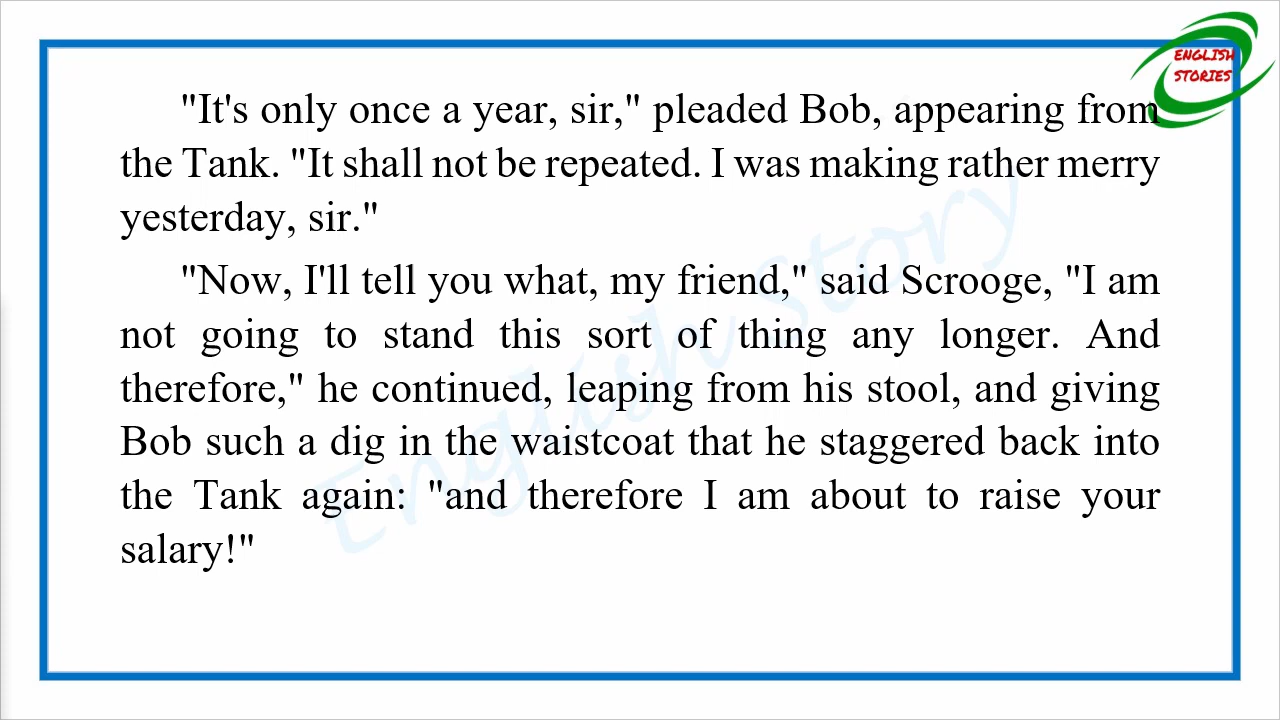 ENGLISH
STORIES
"It's only once a year, sir," pleaded Bob, appearing from
the Tank. "It shall not be repeated. I was making rather merry
yesterday, sir."
"Now, I'll tell you what, my friend," said Scrooge, "I am
not going to stand this sort of thing any longer. And
therefore," he continued, leaping from his stool, and giving
Bob such a dig in the waistcoat that he staggered back into
the Tank again: "and therefore I am about to raise your
salary!"
English Story